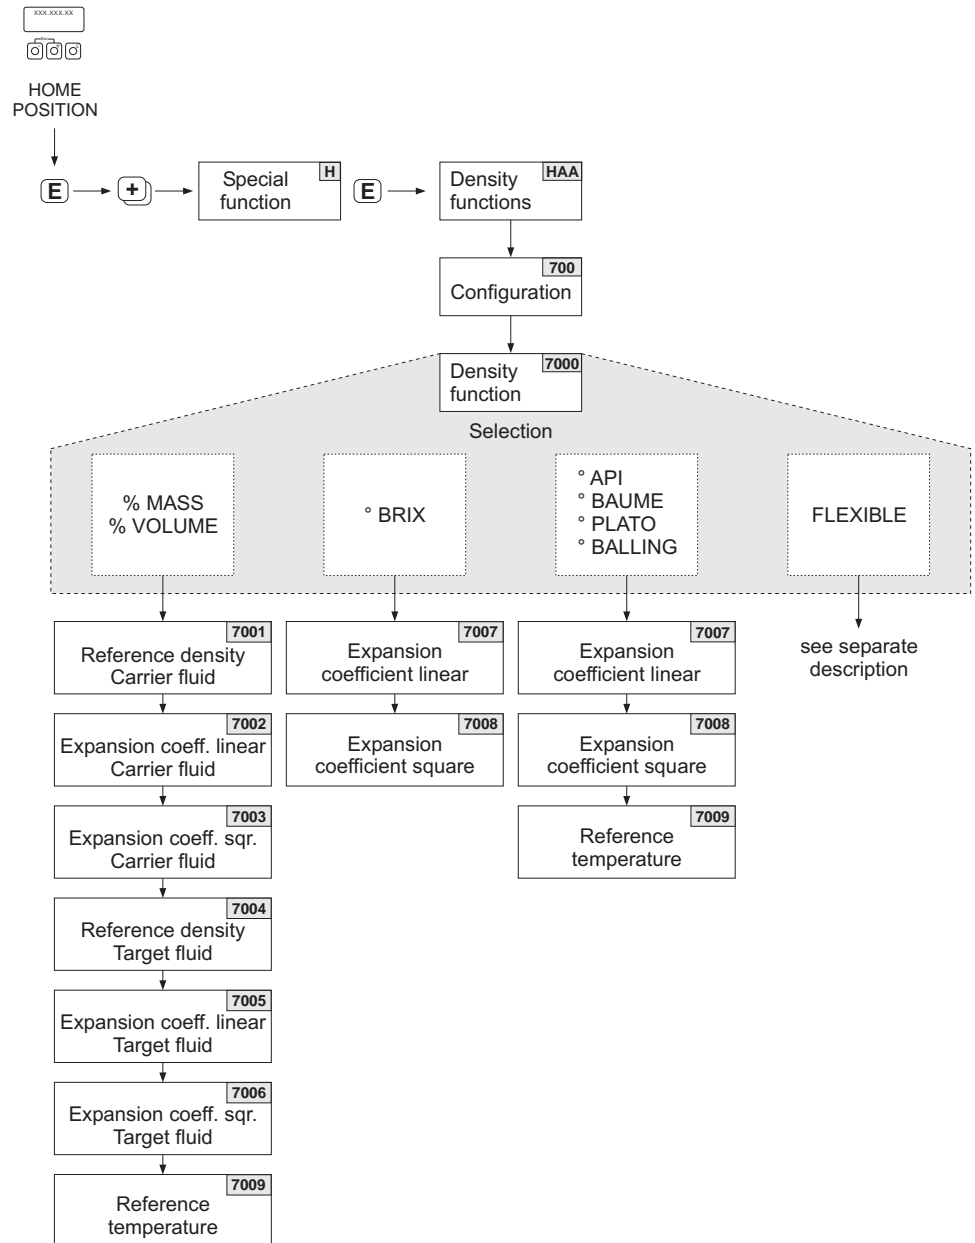 XXX.XXX.XX
HOME
POSITION
E
+
H
Special
function
E
HAA
Density
functions
700
Configuration
7000
Density
function
Selection
% MASS
% VOLUME
° BRIX
° API
° BAUME
° PLATO
° BALLING
FLEXIBLE
7001
Reference density
Carrier fluid
7002
Expansion coeff. linear
Carrier fluid
7003
Expansion coeff. sqr.
Carrier fluid
7004
Reference density
Target fluid
7005
Expansion coeff. linear
Target fluid
7006
Expansion coeff. sqr.
Target fluid
7009
Reference
temperature
7007
Expansion
coefficient linear
7008
Expansion
coefficient square
7007
Expansion
coefficient linear
7008
Expansion
coefficient square
7009
Reference
temperature
see separate
description